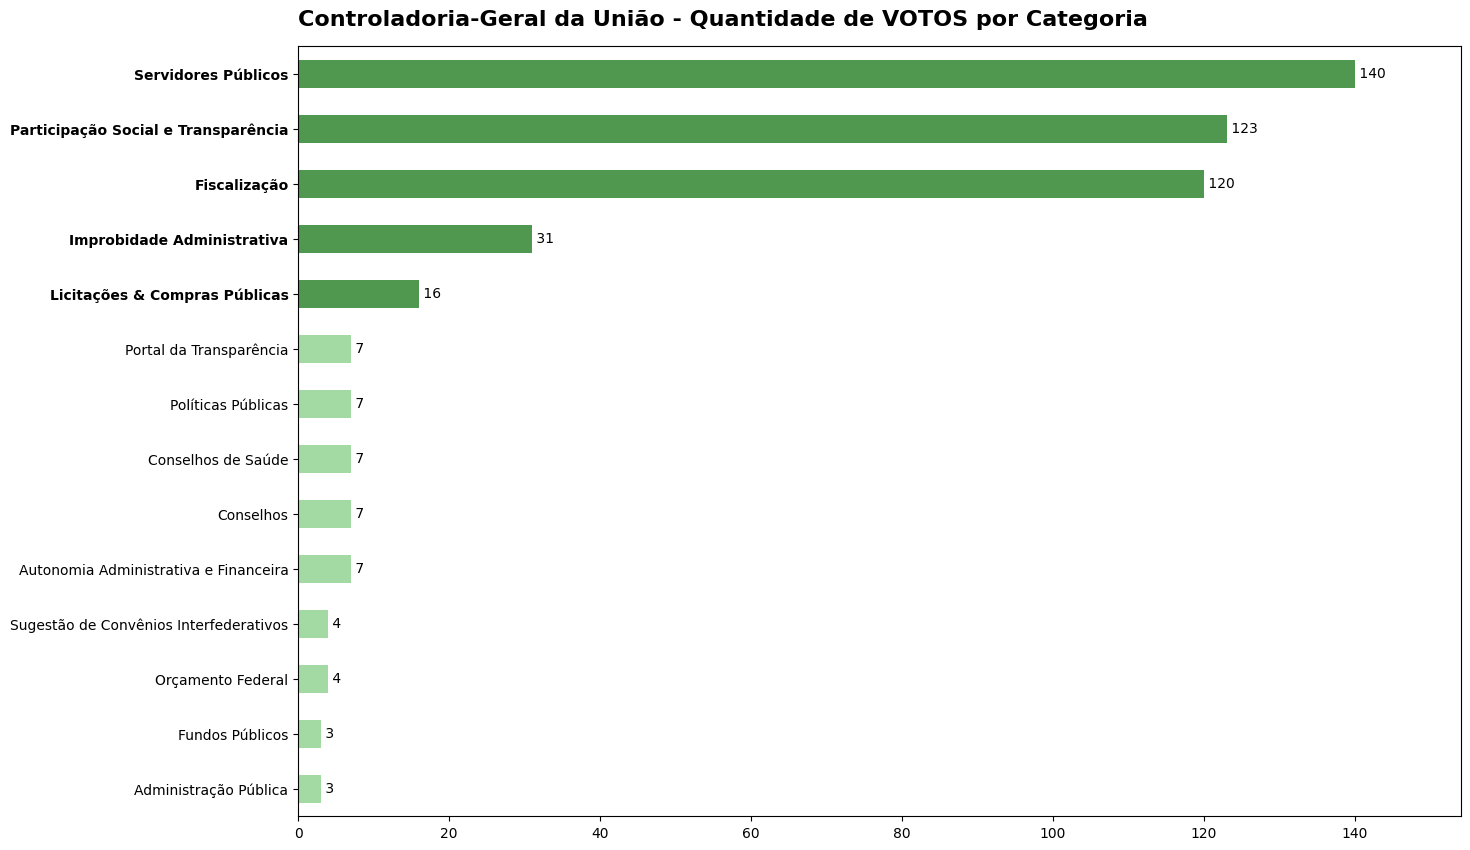 Controladoria-Geral da União - Quantidade de VOTOS por Categoria
Servidores Públicos 140
Participação Social e Transparência 123
Fiscalização 120
Improbidade Administrativa 31
Licitações & Compras Públicas 16
Portal da Transparência 7
Políticas Públicas 7
Conselhos de Saúde 7
Conselhos 7
Autonomia Administrativa e Financeira 7
Sugestão de Convênios Interfederativos 4
Orçamento Federal 4
Fundos Públicos 3
Administração Pública 3
0 20 40 60 80 100 120 140